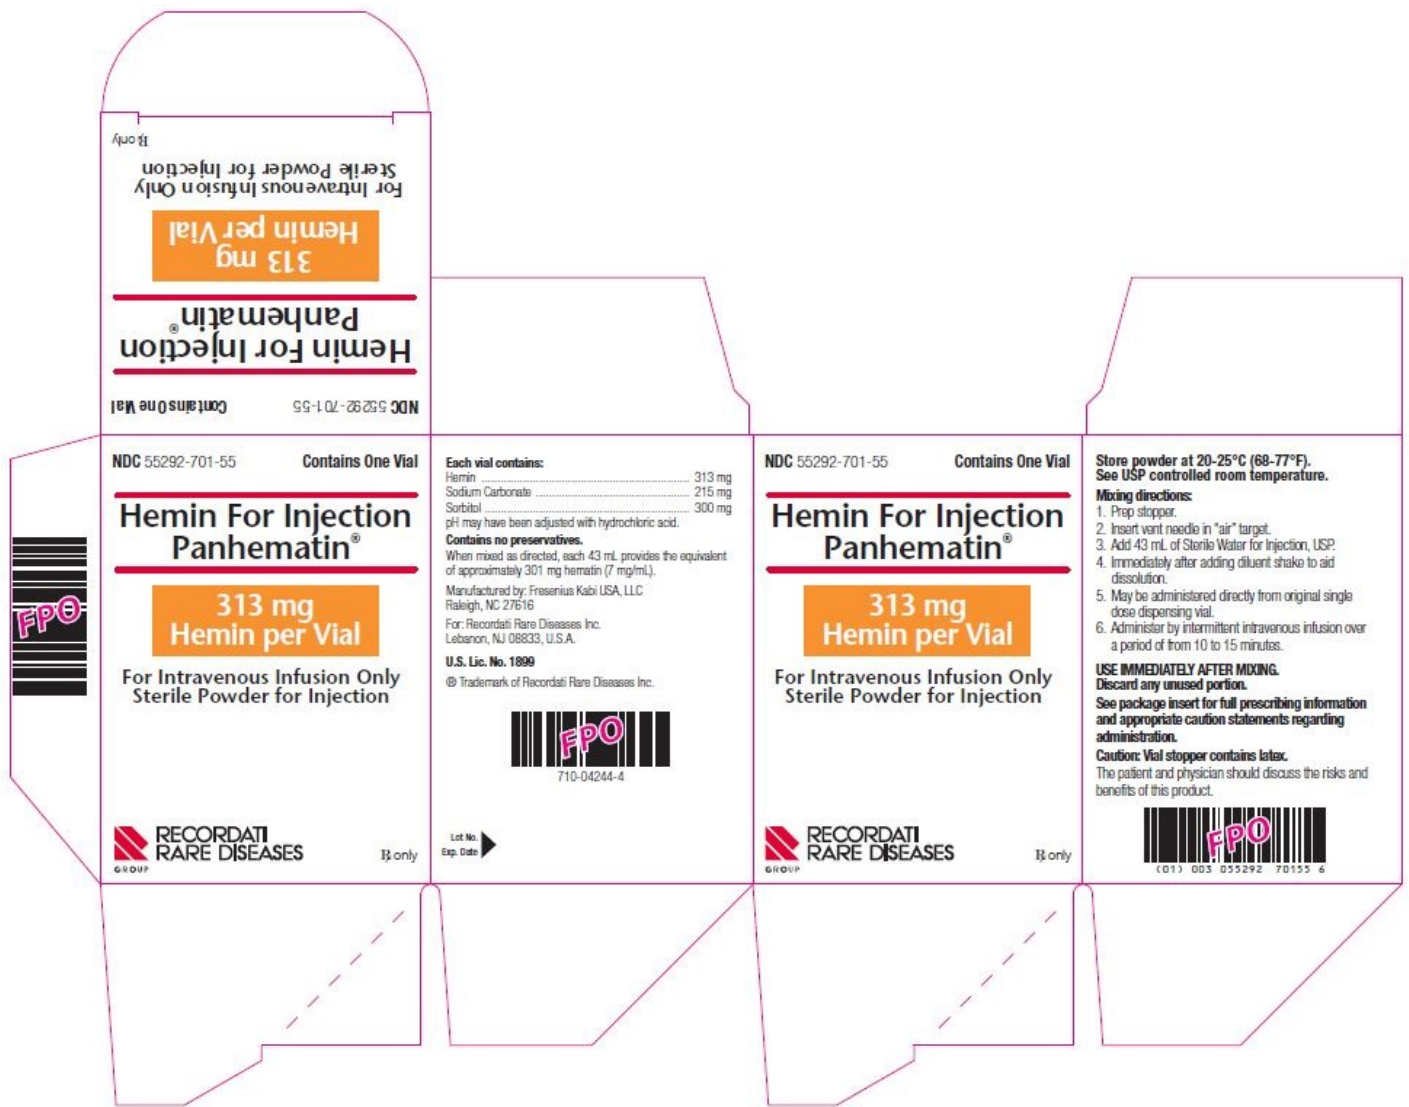 NDC 55292-701-55 Contains One Vial
Hemin For Injection
Panhematin®
313 mg
Hemin per Vial
For Intravenous Infusion Only
Sterile Powder for Injection
Rx only
FPO
NDC 55292-701-55 Contains One Vial
Hemin For Injection
Panhematin®
313 mg
Hemin per Vial
For Intravenous Infusion Only
Sterile Powder for Injection
RECORDATI
RARE DISEASES
GROUP
Rx only
Each vial contains:
Hemin ........ 313 mg
Sodium Carbonate ........ 215 mg
Sorbitol ........ 300 mg
pH may have been adjusted with hydrochloric acid.
Contains no preservatives.
When mixed as directed, each 43 mL provides the equivalent
of approximately 301 mg hematin (7 mg/mL).
Manufactured by: Fresenius Kabi USA, LLC
Raleigh, NC 27616
For: Recordati Rare Diseases Inc.
Lebanon, NJ 08833, U.S.A.
U.S. Lic. No. 1899
® Trademark of Recordati Rare Diseases Inc.
FPO
710-04244-4
Lot No.
Exp. Date
NDC 55292-701-55 Contains One Vial
Hemin For Injection
Panhematin®
313 mg
Hemin per Vial
For Intravenous Infusion Only
Sterile Powder for Injection
RECORDATI
RARE DISEASES
GROUP
Rx only
Store powder at 20-25°C (68-77°F).
See USP controlled room temperature.
Mixing directions:
1. Prep stopper.
2. Insert vent needle in "air" target.
3. Add 43 mL of Sterile Water for Injection, USP.
4. Immediately after adding diluent shake to aid
dissolution.
5. May be administered directly from original single
dose dispensing vial.
6. Administer by intermittent intravenous infusion over
a period of from 10 to 15 minutes.
USE IMMEDIATELY AFTER MIXING.
Discard any unused portion.
See package insert for full prescribing information
and appropriate caution statements regarding
administration.
Caution: Vial stopper contains latex.
The patient and physician should discuss the risks and
benefits of this product.
FPO
(01) 003 055292 70155 6